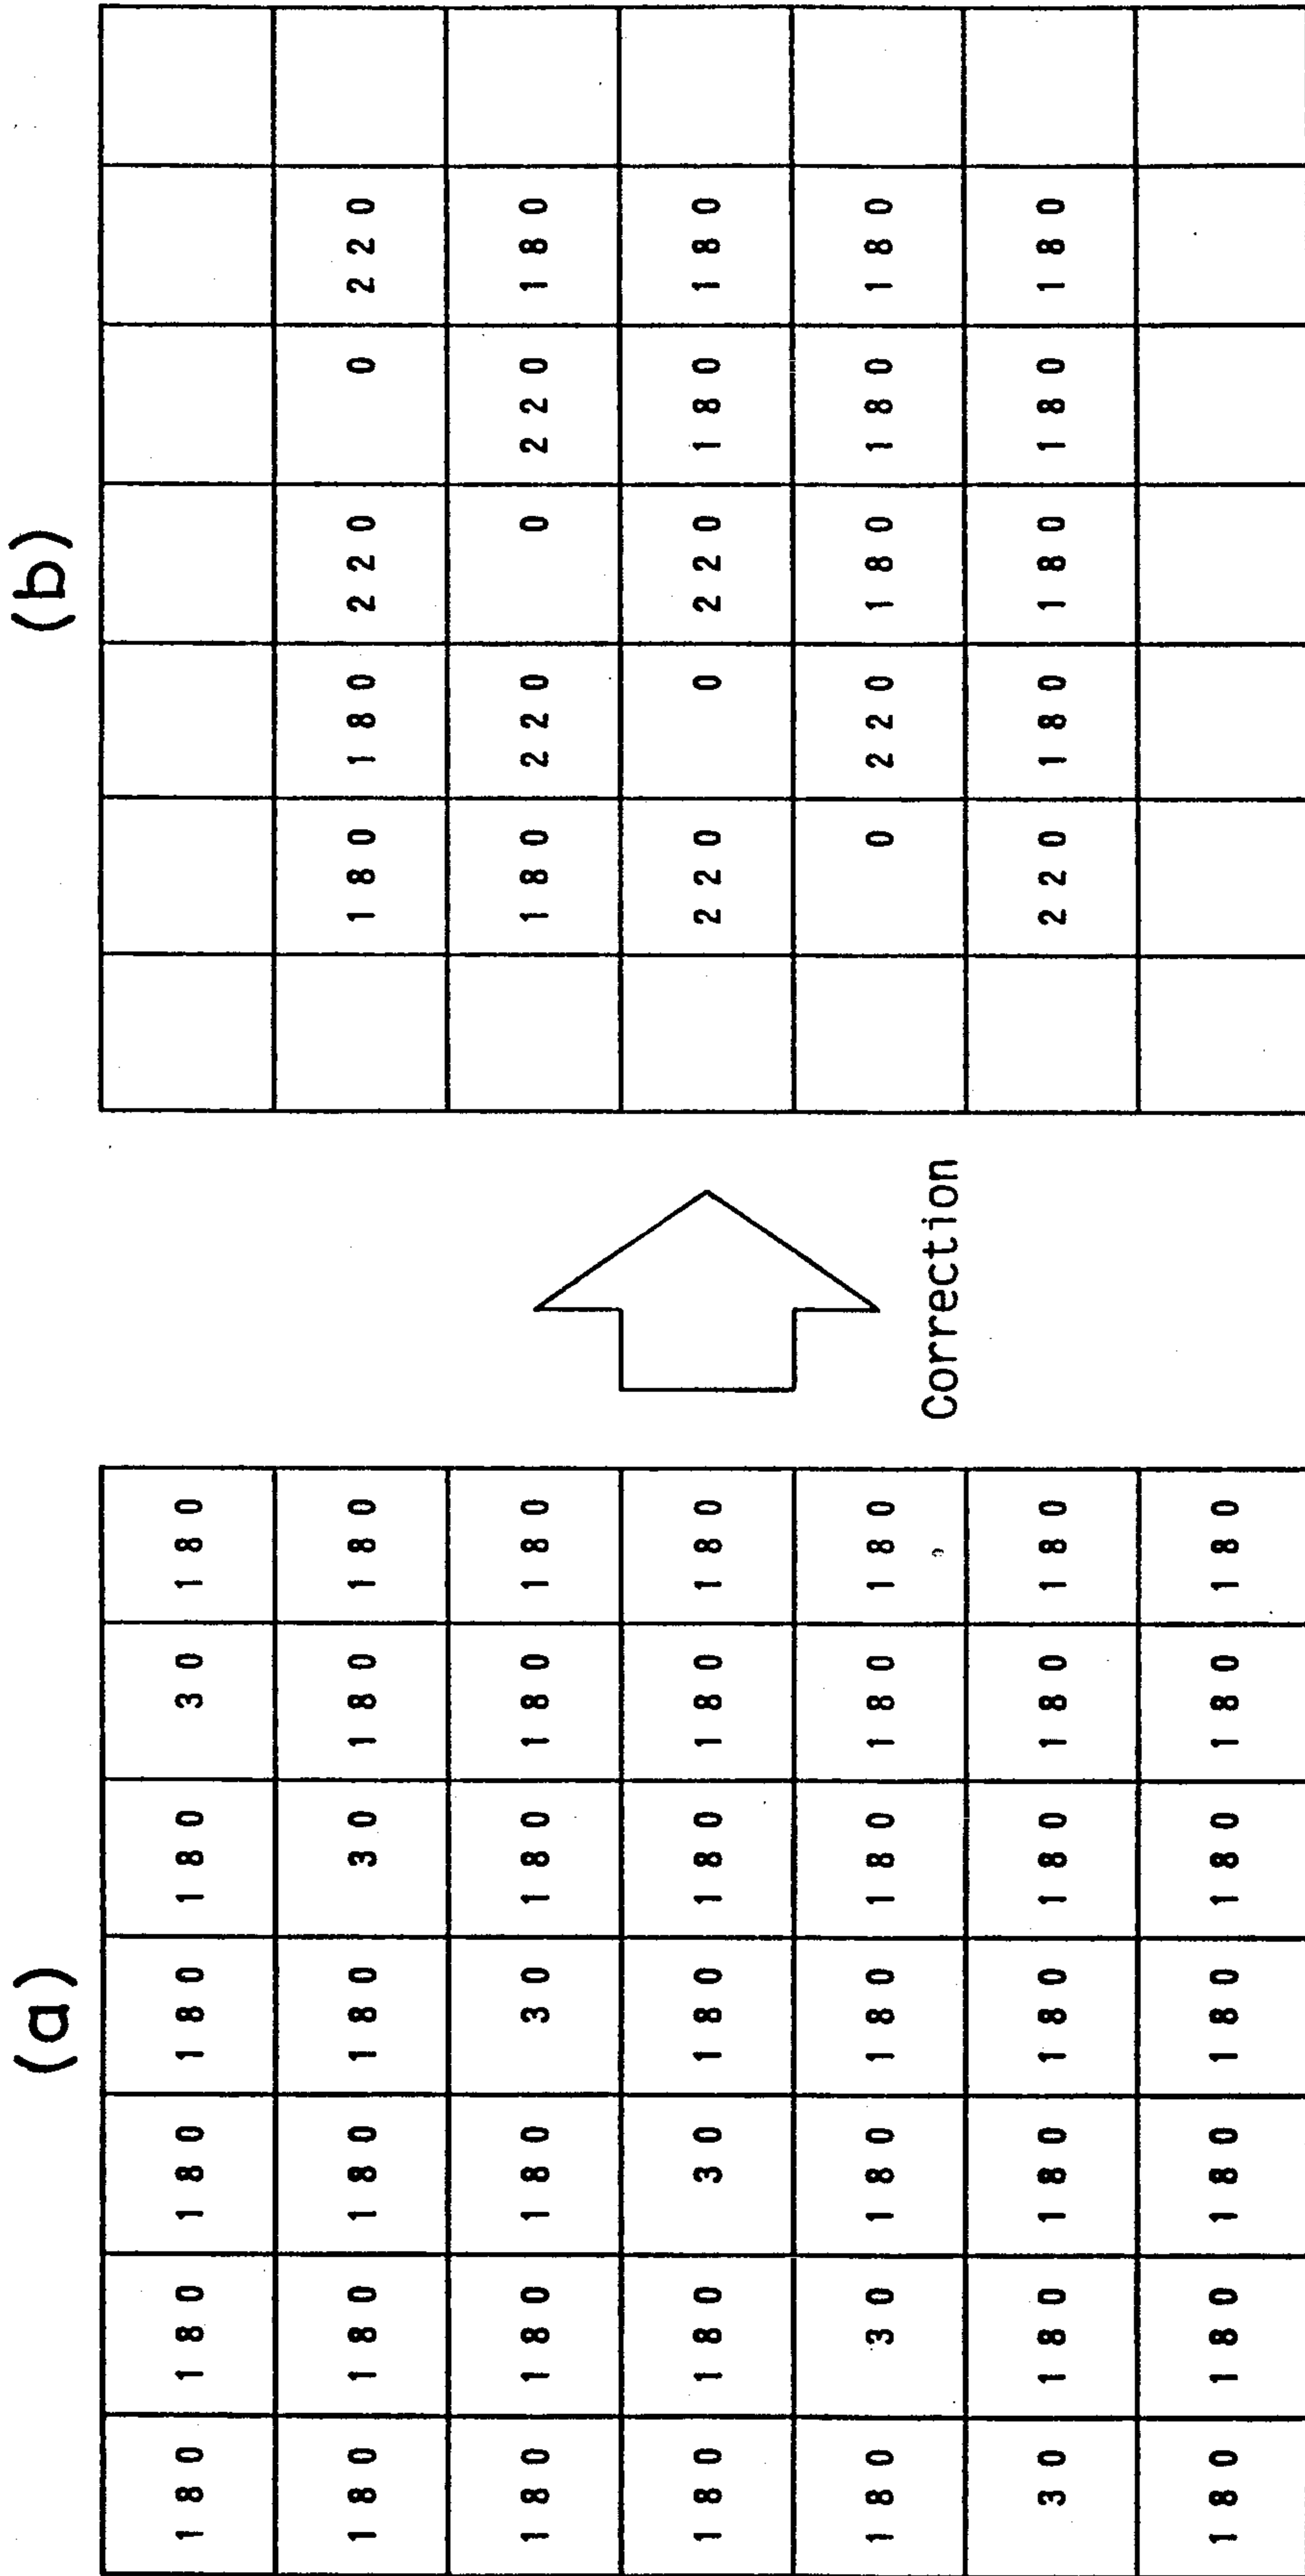 (a)
180 180 180 180 180 30 180
180 180 180 180 30 180 180
180 180 180 30 180 180 180
180 180 30 180 180 180 180
180 30 180 180 180 180 180
30 180 180 180 180 180 180
180 180 180 180 180 180 180
Correction
(b)
180 180 220 0 220
180 220 0 220 180
220 0 220 180 180
0 220 180 180 180
220 180 180 180 180